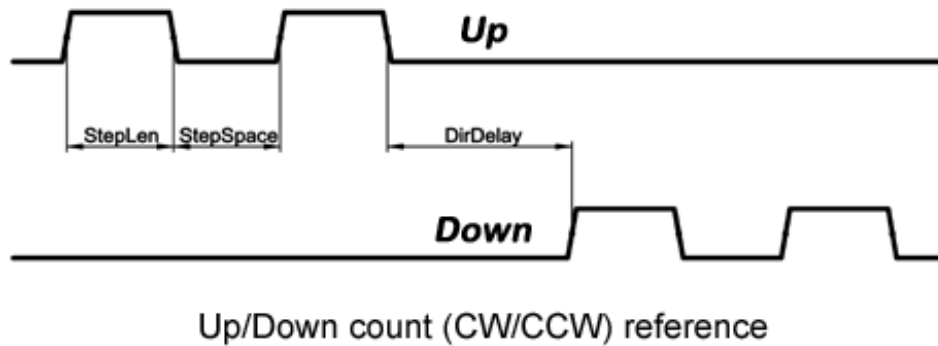 Up
StepLen StepSpace DirDelay
Down
Up/Down count (CW/CCW) reference